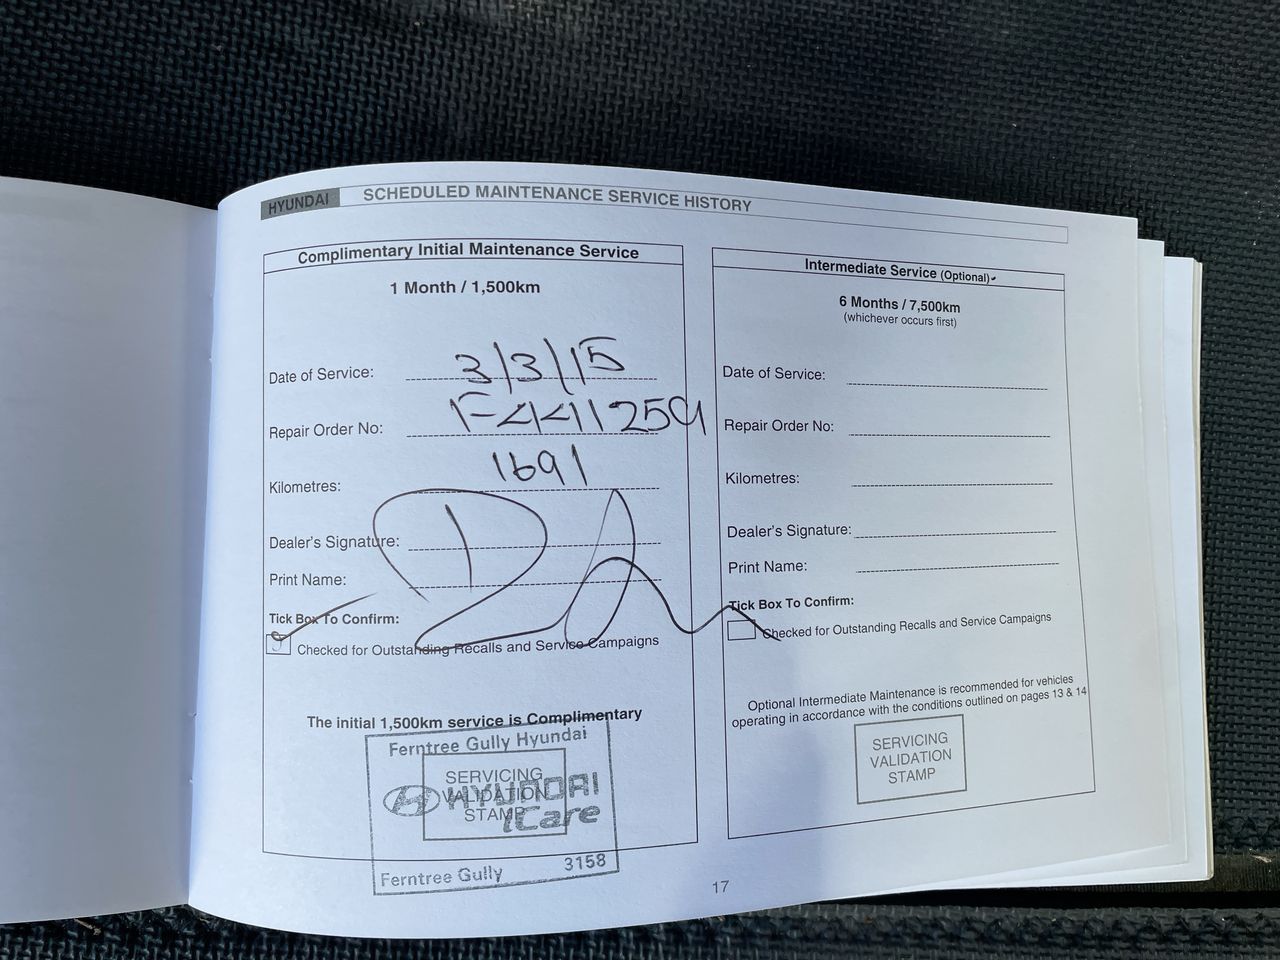 HYUNDAI SCHEDULED MAINTENANCE SERVICE HISTORY
Complimentary Initial Maintenance Service
1 Month / 1,500km
Date of Service: 3/3/15
Repair Order No:
Kilometres: 1691
Dealer's Signature:
Print Name:
Tick Box To Confirm:
Checked for Outstanding Recalls and Service Campaigns
The initial 1,500km service is Complimentary
Ferntree Gully Hyundai
SERVICING
VALIDATION
STAMP
HYUNDAI
iCare
Ferntree Gully 3158
Intermediate Service (Optional)
6 Months / 7,500km
(whichever occurs first)
Date of Service:
Repair Order No:
Kilometres:
Dealer's Signature:
Print Name:
Tick Box To Confirm:
Checked for Outstanding Recalls and Service Campaigns
Optional Intermediate Maintenance is recommended for vehicles
operating in accordance with the conditions outlined on pages 13 & 14
SERVICING
VALIDATION
STAMP
17